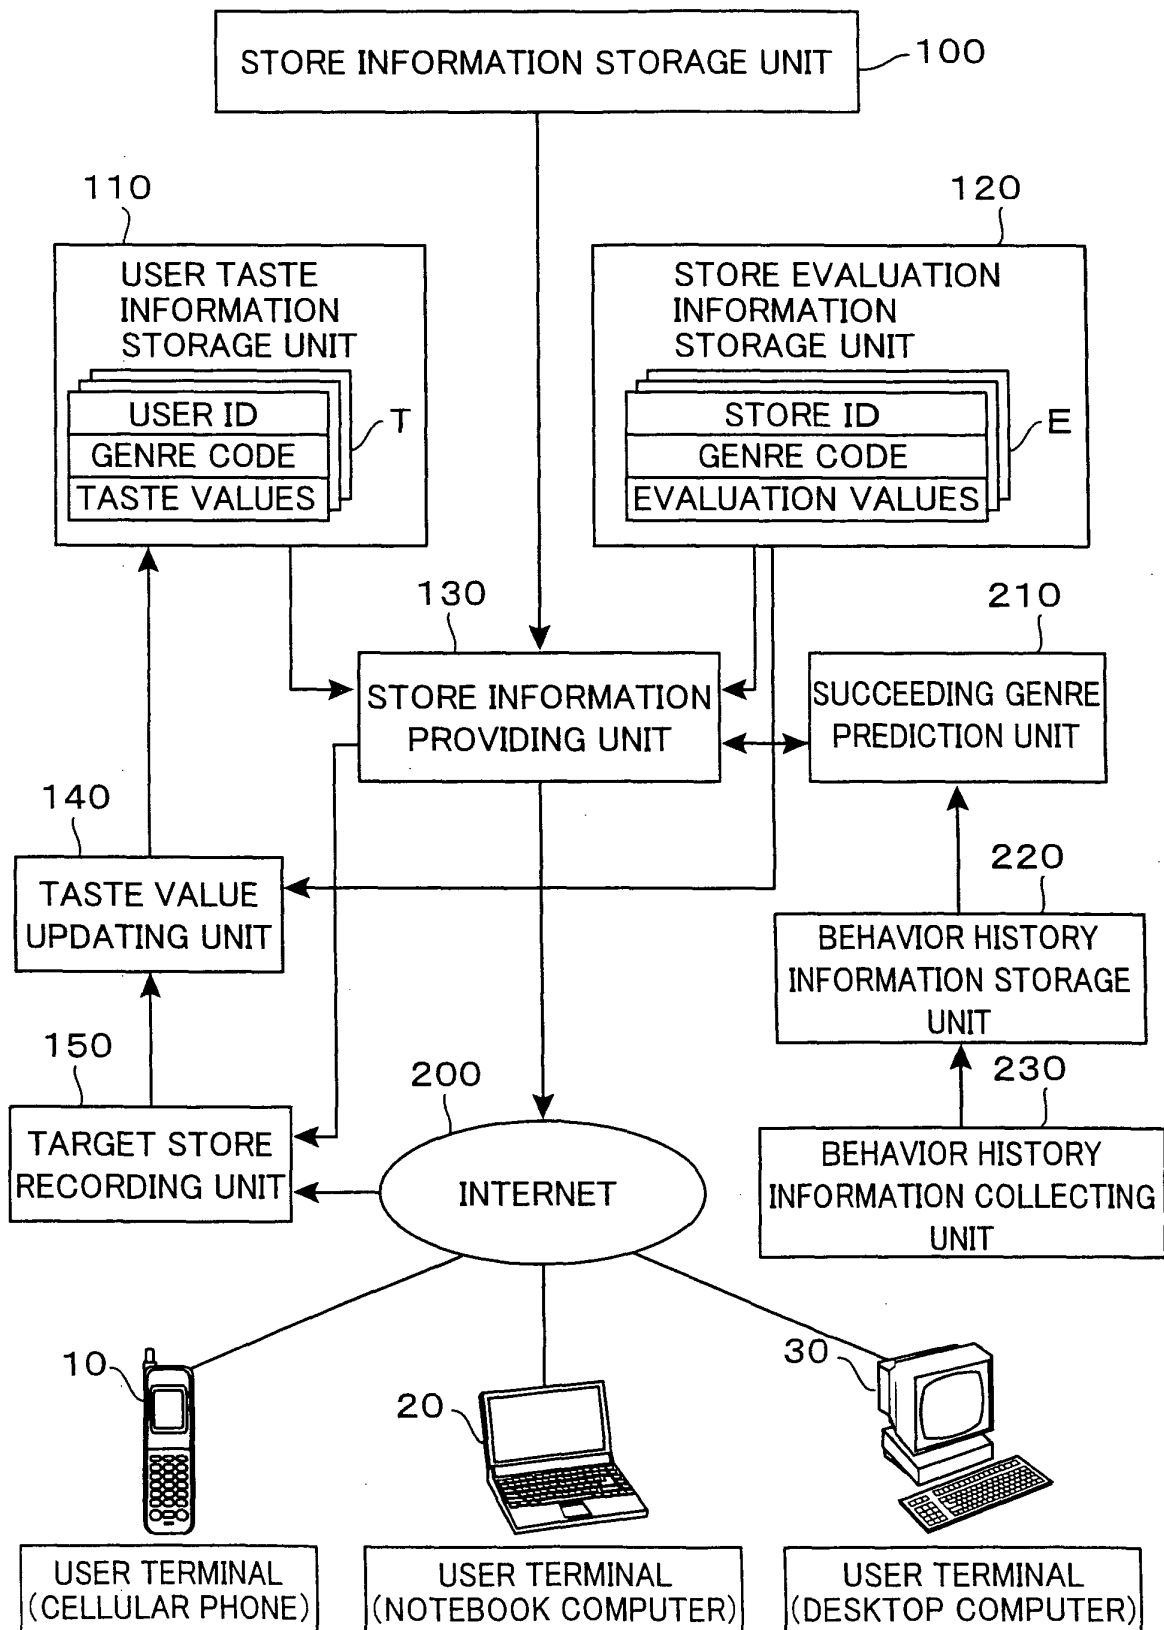 STORE INFORMATION STORAGE UNIT
100
110
USER TASTE
INFORMATION
STORAGE UNIT
USER ID
GENRE CODE
TASTE VALUES
T
120
STORE EVALUATION
INFORMATION
STORAGE UNIT
STORE ID
GENRE CODE
EVALUATION VALUES
E
130
STORE INFORMATION
PROVIDING UNIT
210
SUCCEEDING GENRE
PREDICTION UNIT
140
TASTE VALUE
UPDATING UNIT
220
BEHAVIOR HISTORY
INFORMATION STORAGE
UNIT
150
TARGET STORE
RECORDING UNIT
200
INTERNET
230
BEHAVIOR HISTORY
INFORMATION COLLECTING
UNIT
10
20
30
USER TERMINAL
(CELLULAR PHONE)
USER TERMINAL
(NOTEBOOK COMPUTER)
USER TERMINAL
(DESKTOP COMPUTER)